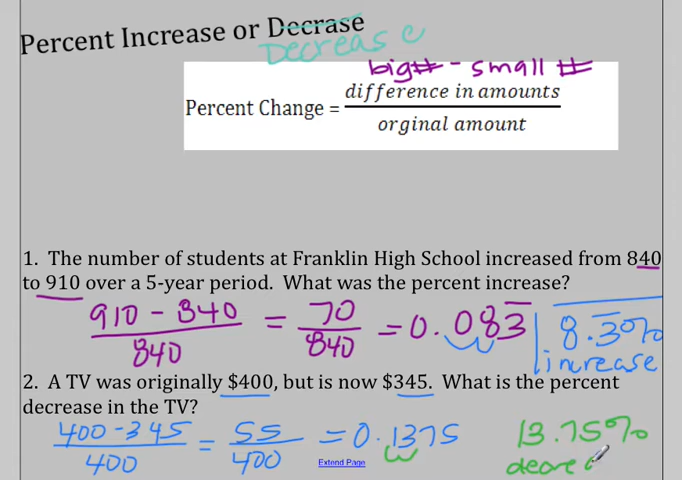 Percent Increase or Decrase
Decrease
big# - small #
Percent Change = difference in amounts
orginal amount
1. The number of students at Franklin High School increased from 840
to 910 over a 5-year period. What was the percent increase?
910 - 840 / 840 = 70 / 840 = 0.083̅ 8.3̅%
increase
2. A TV was originally $400, but is now $345. What is the percent
decrease in the TV?
400-345 / 400 = 55 / 400 = 0.1375 13.75%
Extend Page
decre